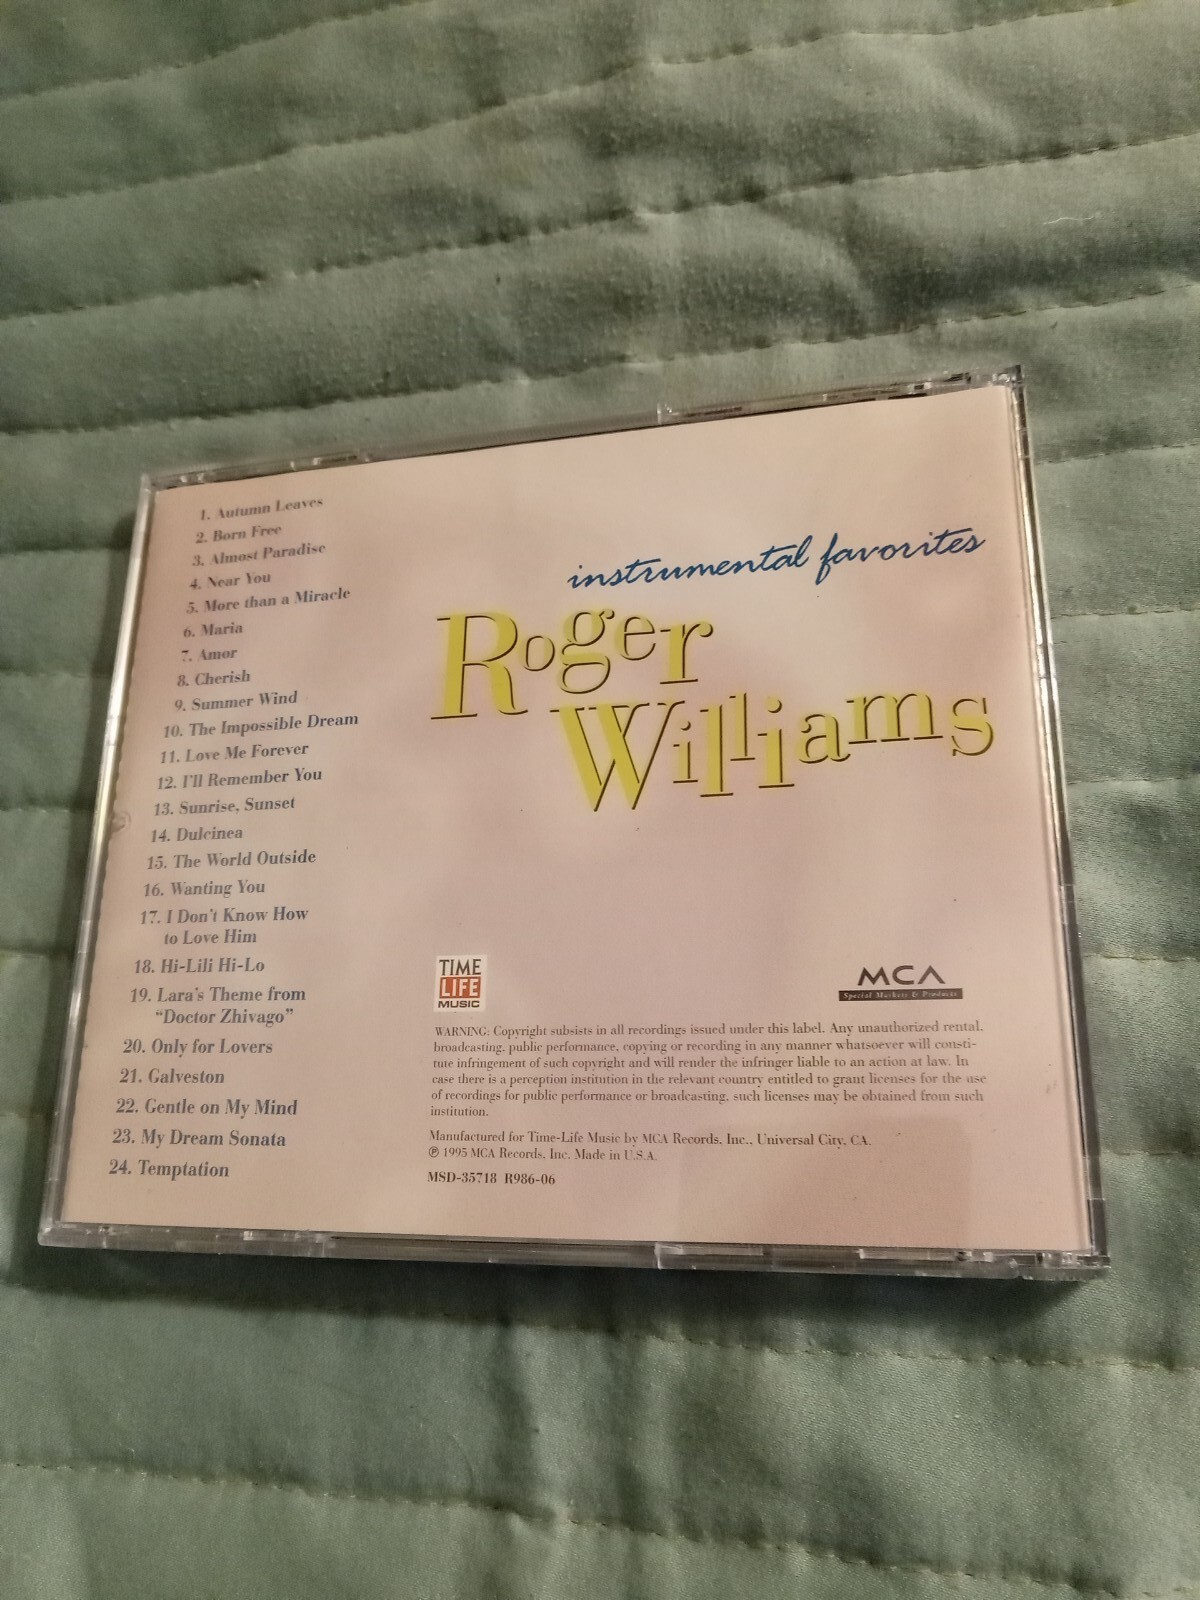 1. Autumn Leaves
2. Born Free
3. Almost Paradise
4. Near You
5. More than a Miracle
6. Maria
7. Amor
8. Cherish
9. Summer Wind
10. The Impossible Dream
11. Love Me Forever
12. I'll Remember You
13. Sunrise, Sunset
14. Dulcinea
15. The World Outside
16. Wanting You
17. I Don't Know How
to Love Him
18. Hi-Lili Hi-Lo
19. Lara's Theme from
"Doctor Zhivago"
20. Only for Lovers
21. Galveston
22. Gentle on My Mind
23. My Dream Sonata
24. Temptation
instrumental favorites
Roger
Williams
TIME
LIFE
MUSIC
MCA
Special Markets & Products
WARNING: Copyright subsists in all recordings issued under this label. Any unauthorized rental,
broadcasting, public performance, copying or recording in any manner whatsoever will consti-
tute infringement of such copyright and will render the infringer liable to an action at law. In
case there is a perception institution in the relevant country entitled to grant licenses for the use
of recordings for public performance or broadcasting, such licenses may be obtained from such
institution.
Manufactured for Time-Life Music by MCA Records, Inc., Universal City, CA.
℗ 1995 MCA Records, Inc. Made in U.S.A.
MSD-35718 R986-06